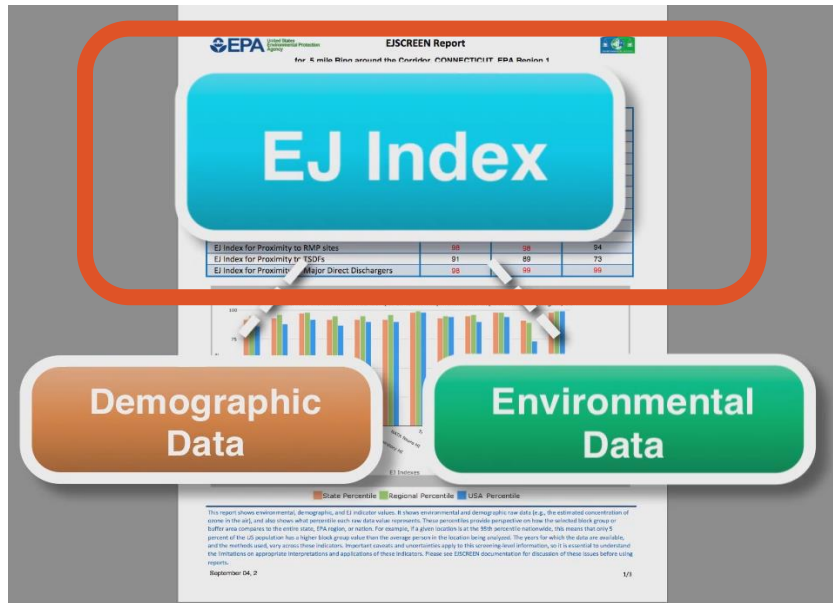 EPA United States Environmental Protection Agency
EJSCREEN Report
for .5 mile Ring around the Corridor, CONNECTICUT, EPA Region 1
EJ Index
EJ Index for Proximity to RMP sites 98 98 94
EJ Index for Proximity to TSDFs 91 89 73
EJ Index for Proximity Major Direct Dischargers 98 99 99
100
75
Demographic
Data
Environmental
Data
EJ Indexes
State Percentile Regional Percentile USA Percentile
This report shows environmental, demographic, and EJ indicator values. It shows environmental and demographic raw data (e.g., the estimated concentration of
ozone in the air), and also shows what percentile each raw data value represents. These percentiles provide perspective on how the selected block group or
buffer area compares to the entire state, EPA region, or nation. For example, if a given location is at the 95th percentile nationwide, this means that only 5
percent of the US population has a higher block group value than the average person in the location being analyzed. The years for which the data are available,
and the methods used, vary across these indicators. Important caveats and uncertainties apply to this screening-level information, so it is essential to understand
the limitations on appropriate interpretations and applications of these indicators. Please see EJSCREEN documentation for discussion of these issues before using
reports.
September 04, 2
1/3